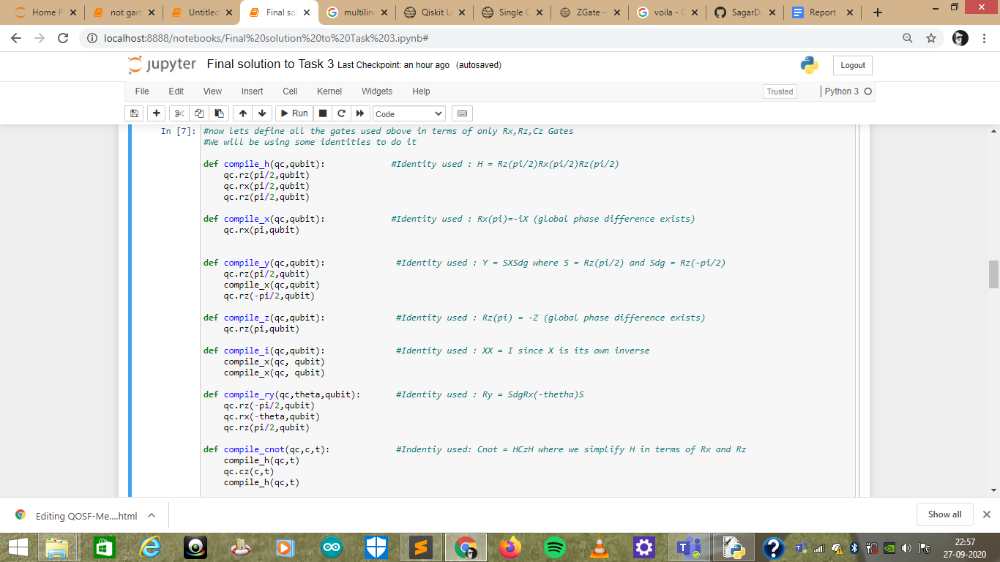 Home P
not garb
Untitled
Final so
multiline
Qiskit Le
Single C
ZGate –
voila - G
SagarDo
Report -
localhost:8888/notebooks/Final%20solution%20to%20Task%203.ipynb#
jupyter Final solution to Task 3 Last Checkpoint: an hour ago (autosaved)
Logout
File Edit View Insert Cell Kernel Widgets Help
Trusted
Python 3
Run
Code
In [7]: #now lets define all the gates used above in terms of only Rx,Rz,Cz Gates
#We will be using some identities to do it
def compile_h(qc,qubit): #Identity used : H = Rz(pi/2)Rx(pi/2)Rz(pi/2)
qc.rz(pi/2,qubit)
qc.rx(pi/2,qubit)
qc.rz(pi/2,qubit)
def compile_x(qc,qubit): #Identity used : Rx(pi)=-iX (global phase difference exists)
qc.rx(pi,qubit)
def compile_y(qc,qubit): #Identity used : Y = SXSdg where S = Rz(pi/2) and Sdg = Rz(-pi/2)
qc.rz(pi/2,qubit)
compile_x(qc,qubit)
qc.rz(-pi/2,qubit)
def compile_z(qc,qubit): #Identity used : Rz(pi) = -Z (global phase difference exists)
qc.rz(pi,qubit)
def compile_i(qc,qubit): #Identity used : XX = I since X is its own inverse
compile_x(qc, qubit)
compile_x(qc, qubit)
def compile_ry(qc,theta,qubit): #Identity used : Ry = SdgRx(-thetha)S
qc.rz(-pi/2,qubit)
qc.rx(-theta,qubit)
qc.rz(pi/2,qubit)
def compile_cnot(qc,c,t): #Indentiy used: Cnot = HCzH where we simplify H in terms of Rx and Rz
compile_h(qc,t)
qc.cz(c,t)
compile_h(qc,t)
Editing QOSF-Me....html
Show all
22:57
27-09-2020